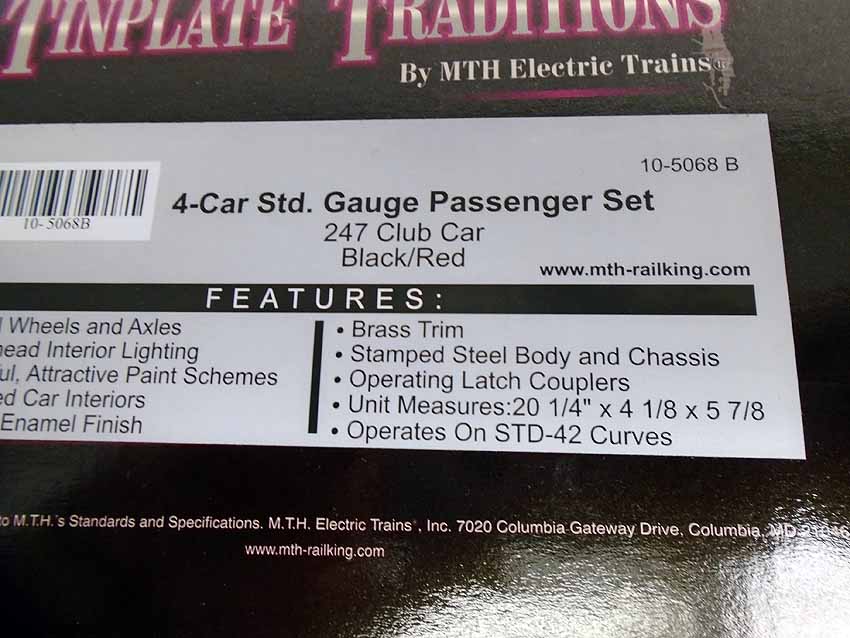 TINPLATE TRADITIONS
By MTH Electric Trains®
10-5068 B
10-5068B
4-Car Std. Gauge Passenger Set
247 Club Car
Black/Red
www.mth-railking.com
FEATURES:
Wheels and Axles
Interior Lighting
Attractive Paint Schemes
Car Interiors
Enamel Finish
• Brass Trim
• Stamped Steel Body and Chassis
• Operating Latch Couplers
• Unit Measures:20 1/4" x 4 1/8 x 5 7/8
• Operates On STD-42 Curves
to M.T.H.'s Standards and Specifications. M.T.H. Electric Trains®, Inc. 7020 Columbia Gateway Drive, Columbia, MD
www.mth-railking.com